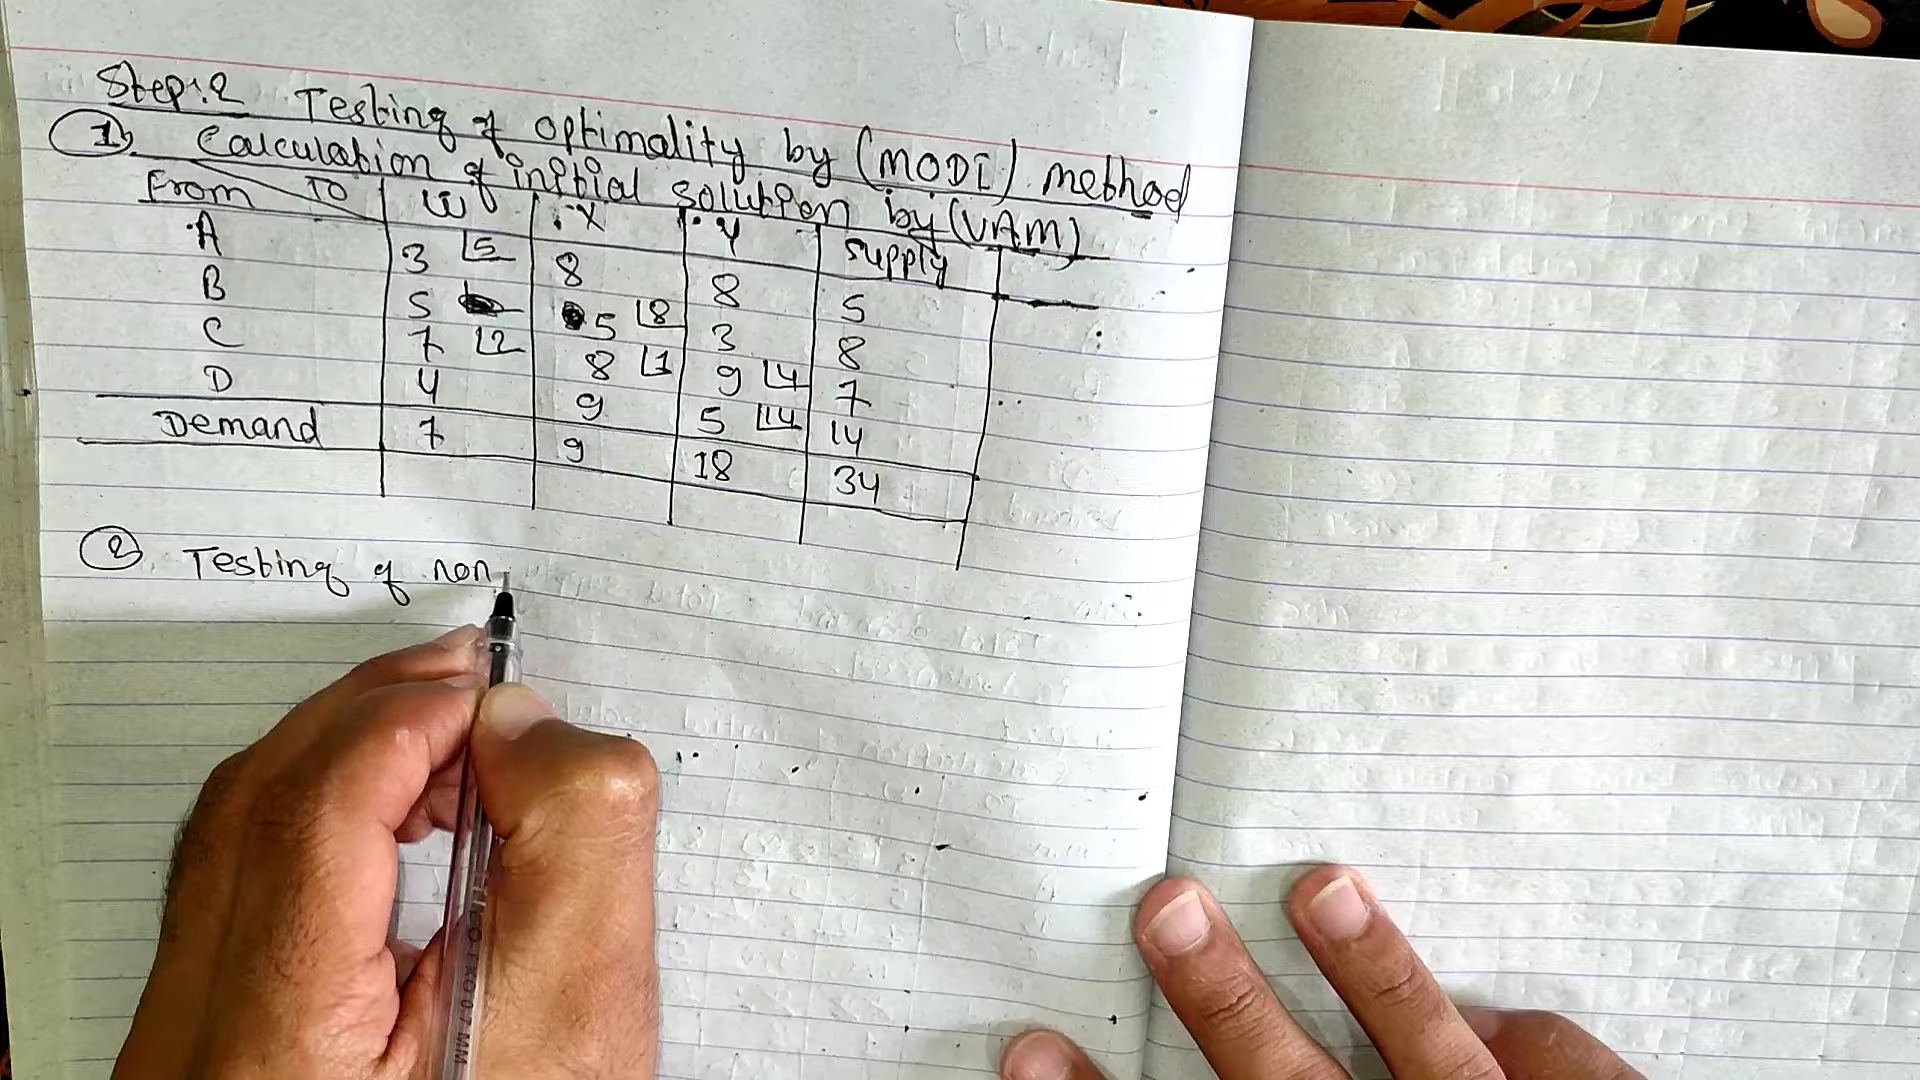 Step:2 Testing of optimality by (MODI) method
1) Calculation of initial solution by (VAM)
From TO W X Y Supply
A 3 5 8 8 5
B 5 5 8 3 8
C 7 2 8 1 9 4 7
D 4 9 5 14 14
Demand 7 9 18 34
2 Testing of non